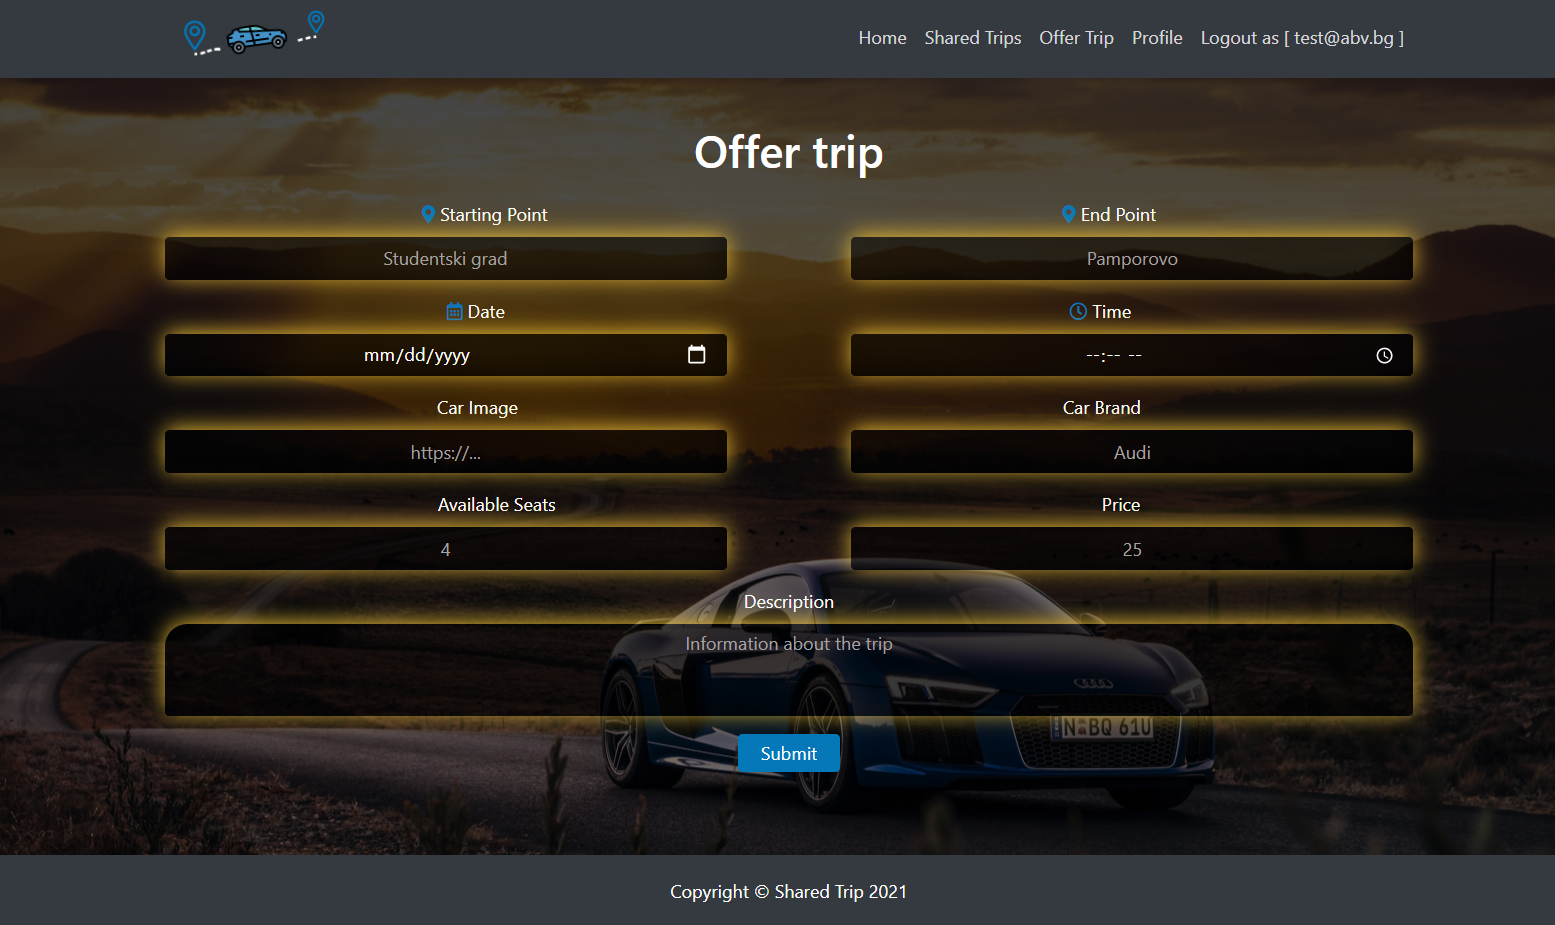 Home Shared Trips Offer Trip Profile Logout as [ test@abv.bg ]
Offer trip
Starting Point
End Point
Studentski grad
Pamporovo
Date
Time
mm/dd/yyyy
--:-- --
Car Image
Car Brand
https://...
Audi
Available Seats
Price
4
25
Description
Information about the trip
N·BQ 61U
Submit
Copyright © Shared Trip 2021